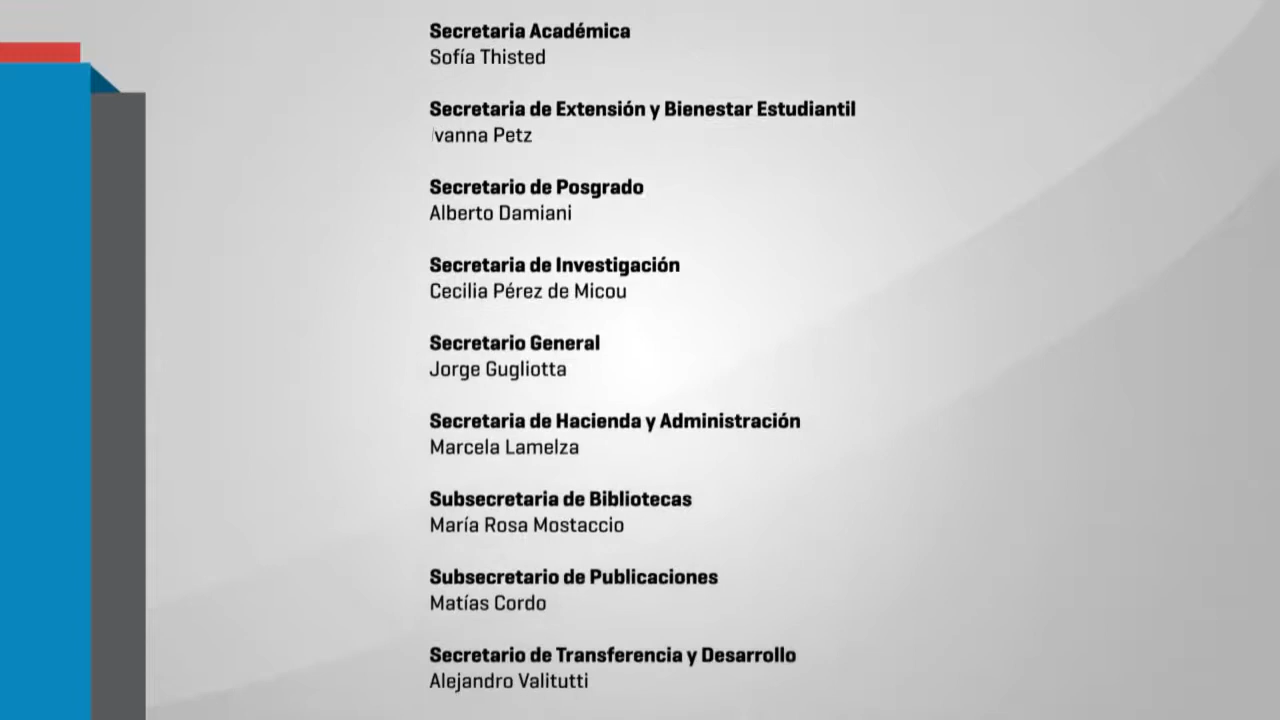 Secretaria Académica
Sofía Thisted
Secretaria de Extensión y Bienestar Estudiantil
Ivanna Petz
Secretario de Posgrado
Alberto Damiani
Secretaria de Investigación
Cecilia Pérez de Micou
Secretario General
Jorge Gugliotta
Secretaria de Hacienda y Administración
Marcela Lamelza
Subsecretaria de Bibliotecas
María Rosa Mostaccio
Subsecretario de Publicaciones
Matías Cordo
Secretario de Transferencia y Desarrollo
Alejandro Valitutti